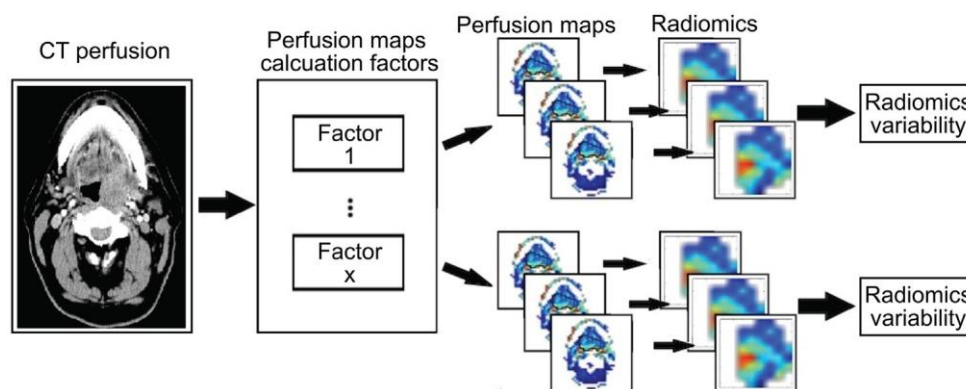 CT perfusion
Perfusion maps
calcuation factors
Perfusion maps
Radiomics
Factor
1
...
Factor
x
Radiomics
variability
Radiomics
variability